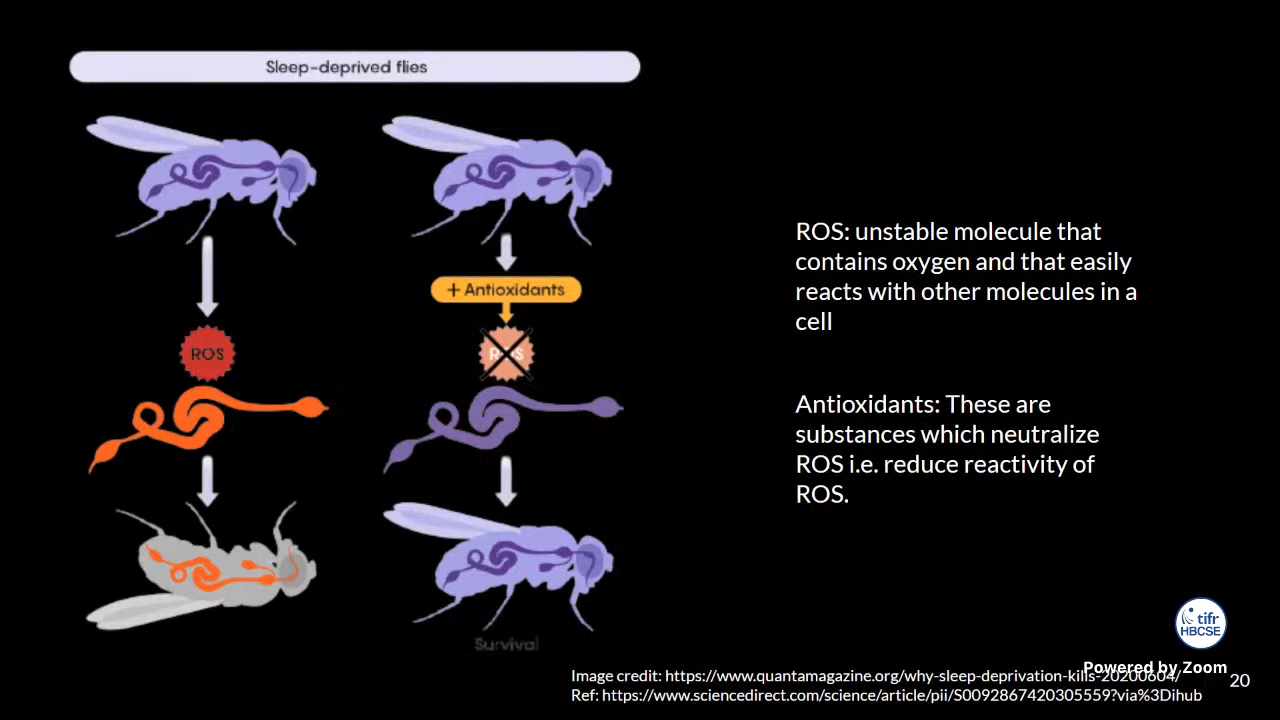 Sleep-deprived flies
+ Antioxidants
ROS
ROS
Survival
ROS: unstable molecule that
contains oxygen and that easily
reacts with other molecules in a
cell
Antioxidants: These are
substances which neutralize
ROS i.e. reduce reactivity of
ROS.
tifr
HBCSE
Powered by Zoom
Image credit: https://www.quantamagazine.org/why-sleep-deprivation-kills-20200604/
Ref: https://www.sciencedirect.com/science/article/pii/S0092867420305559?via%3Dihub
20